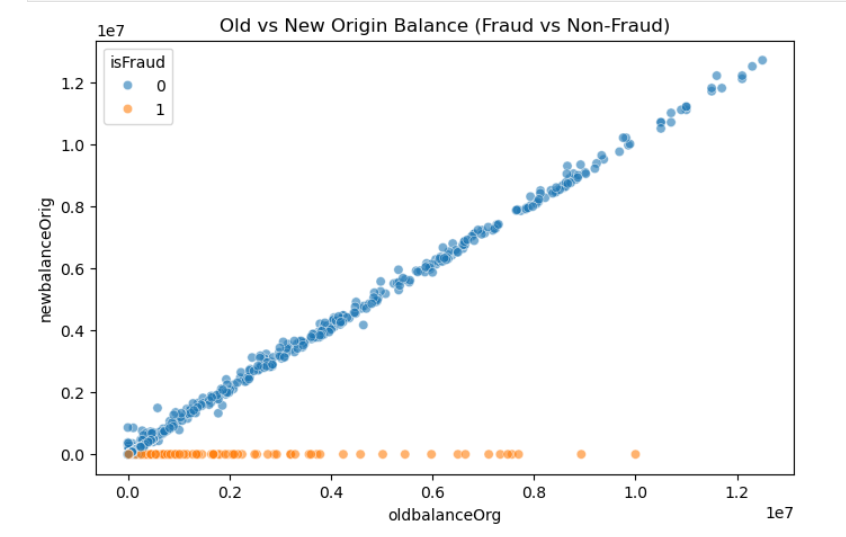 Old vs New Origin Balance (Fraud vs Non-Fraud)
1e7
isFraud
0
1
1.2
1.0
0.8
0.6
0.4
0.2
0.0
newbalanceOrig
0.0 0.2 0.4 0.6 0.8 1.0 1.2
1e7
oldbalanceOrg